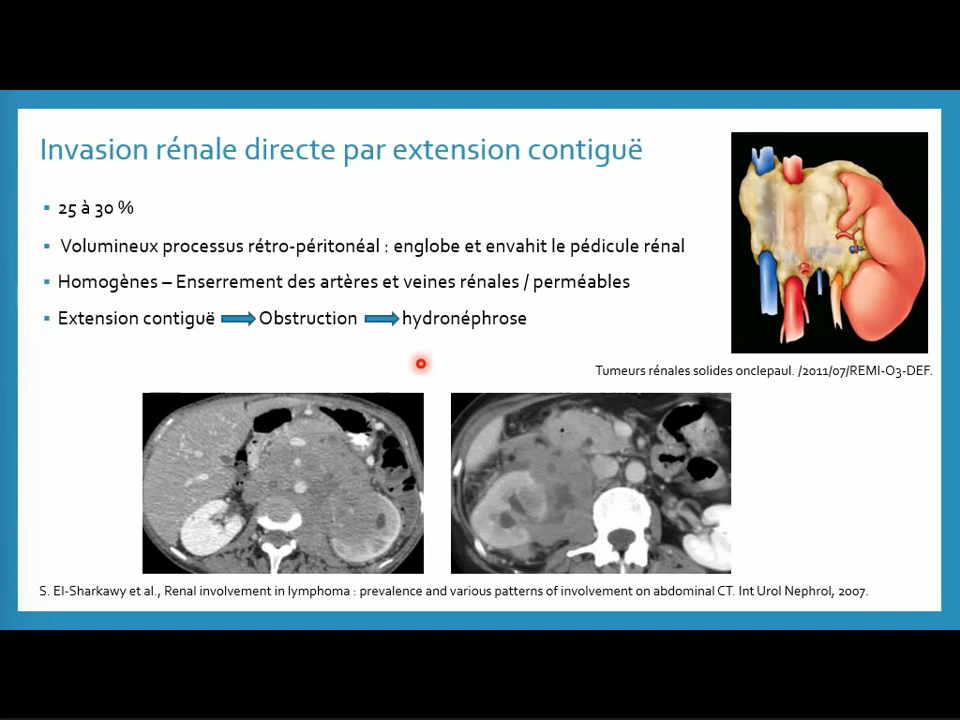 Invasion rénale directe par extension contiguë
25 à 30 %
Volumineux processus rétro-péritonéal : englobe et envahit le pédicule rénal
Homogènes – Enserrement des artères et veines rénales / perméables
Extension contiguë Obstruction hydronéphrose
Tumeurs rénales solides onclepaul. /2011/07/REMI-O3-DEF.
S. El-Sharkawy et al., Renal involvement in lymphoma : prevalence and various patterns of involvement on abdominal CT. Int Urol Nephrol, 2007.